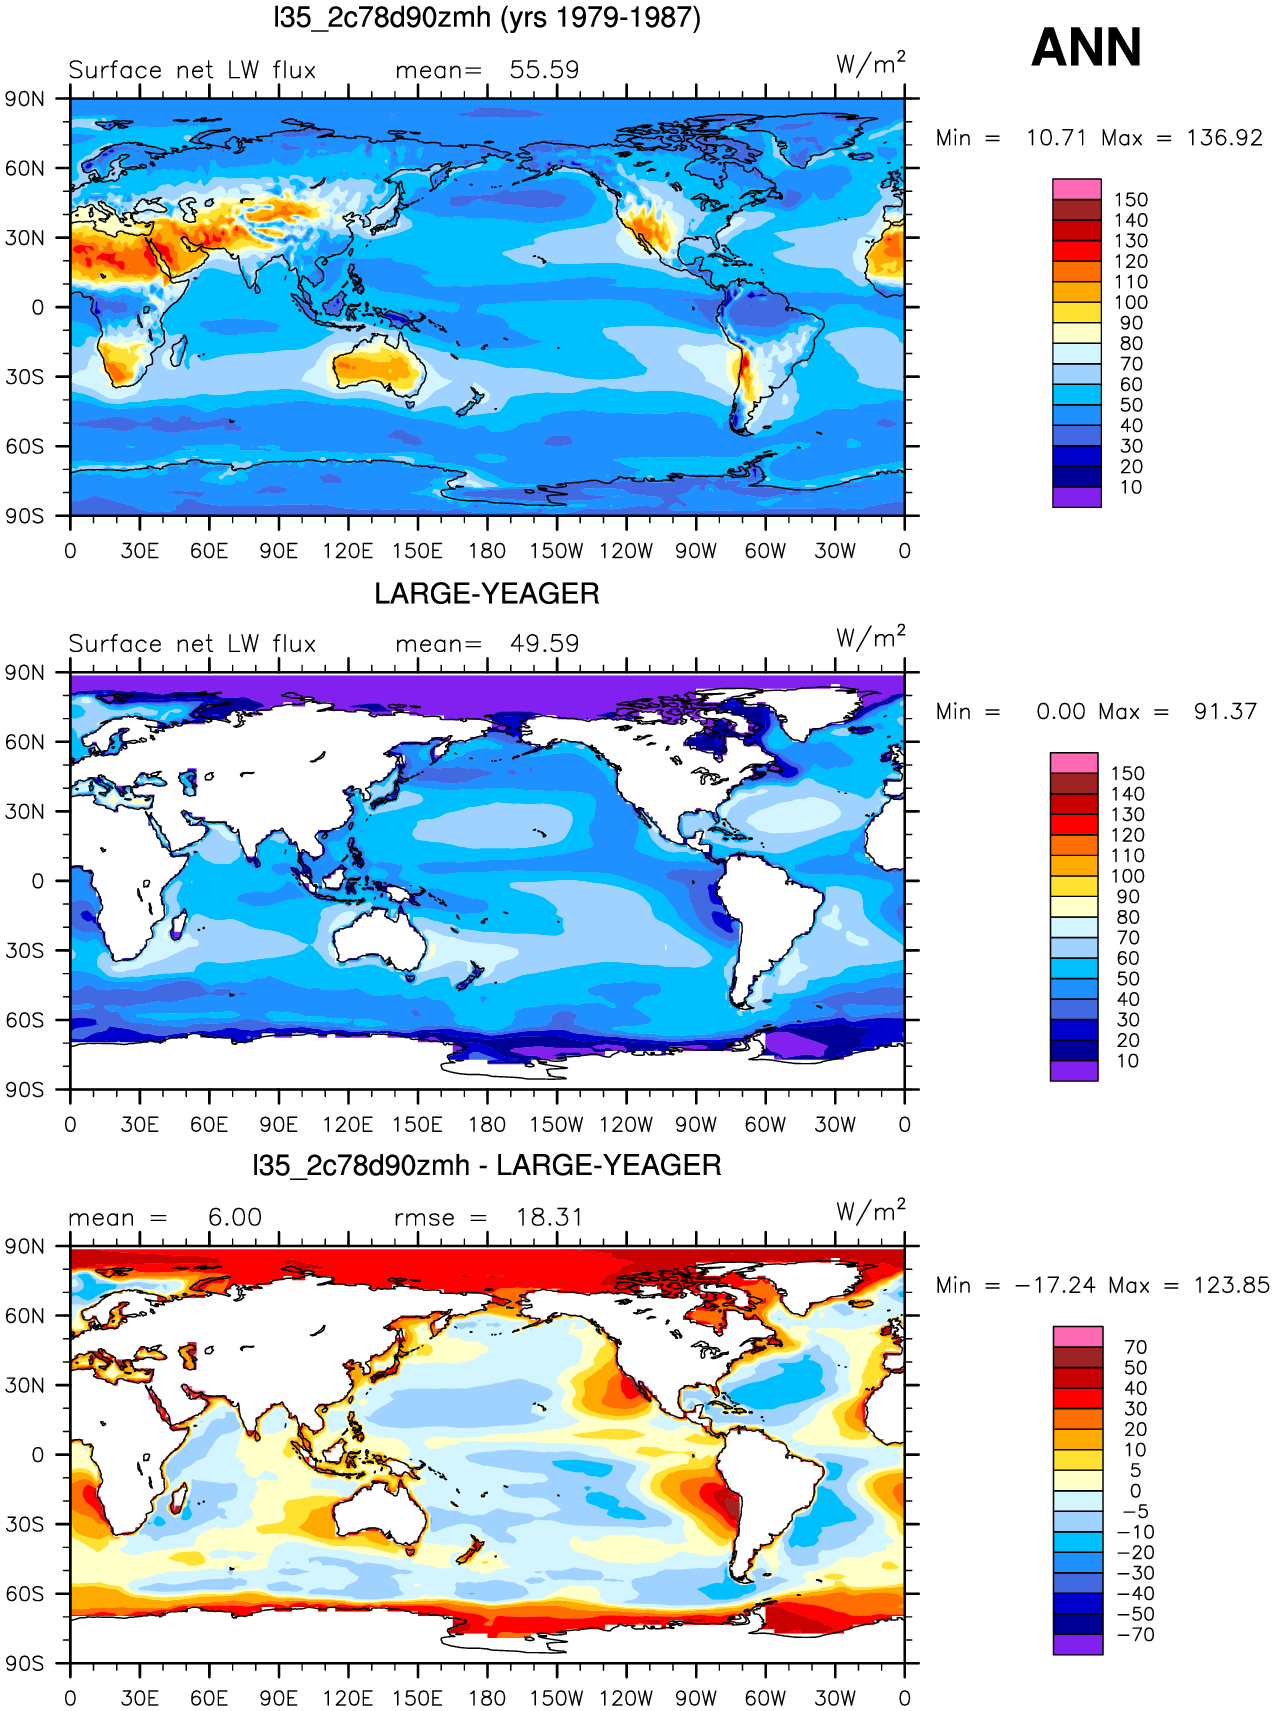 l35_2c78d90zmh (yrs 1979-1987)
ANN
Surface net LW flux mean= 55.59 W/m²
Min = 10.71 Max = 136.92
90N
60N
30N
0
30S
60S
90S
0 30E 60E 90E 120E 150E 180 150W 120W 90W 60W 30W 0
150
140
130
120
110
100
90
80
70
60
50
40
30
20
10
LARGE-YEAGER
Surface net LW flux mean= 49.59 W/m²
Min = 0.00 Max = 91.37
90N
60N
30N
0
30S
60S
90S
0 30E 60E 90E 120E 150E 180 150W 120W 90W 60W 30W 0
150
140
130
120
110
100
90
80
70
60
50
40
30
20
10
l35_2c78d90zmh - LARGE-YEAGER
mean = 6.00 rmse = 18.31 W/m²
Min = −17.24 Max = 123.85
90N
60N
30N
0
30S
60S
90S
0 30E 60E 90E 120E 150E 180 150W 120W 90W 60W 30W 0
70
50
40
30
20
10
5
0
−5
−10
−20
−30
−40
−50
−70